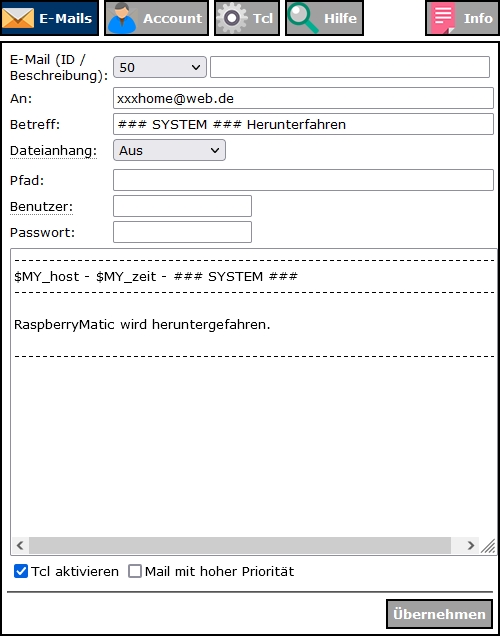 E-Mails Account Tcl Hilfe Info
E-Mail (ID / Beschreibung): 50
An: xxxhome@web.de
Betreff: ### SYSTEM ### Herunterfahren
Dateianhang: Aus
Pfad:
Benutzer:
Passwort:
--------------------------------------------------------------
$MY_host - $MY_zeit - ### SYSTEM ###
--------------------------------------------------------------
RaspberryMatic wird heruntergefahren.
--------------------------------------------------------------
Tcl aktivieren Mail mit hoher Priorität
Übernehmen